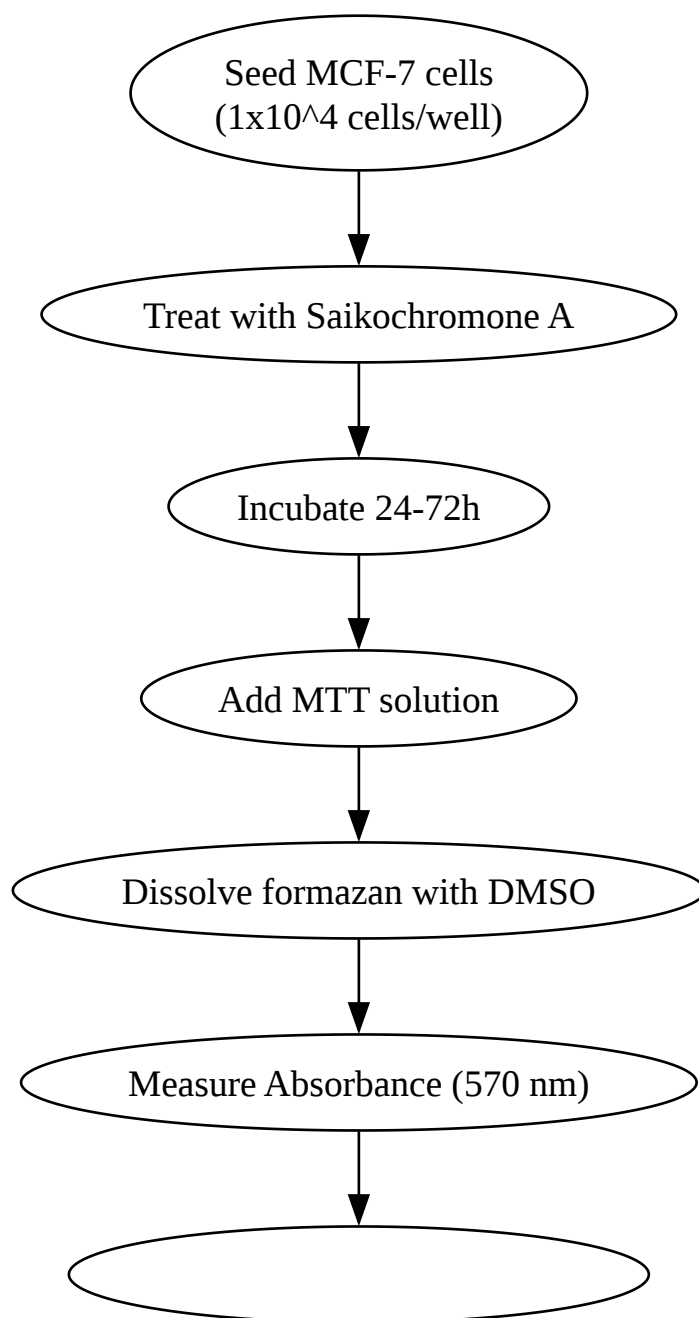 Seed MCF-7 cells
(1x10^4 cells/well)
Treat with Saikochromone A
Incubate 24-72h
Add MTT solution
Dissolve formazan with DMSO
Measure Absorbance (570 nm)